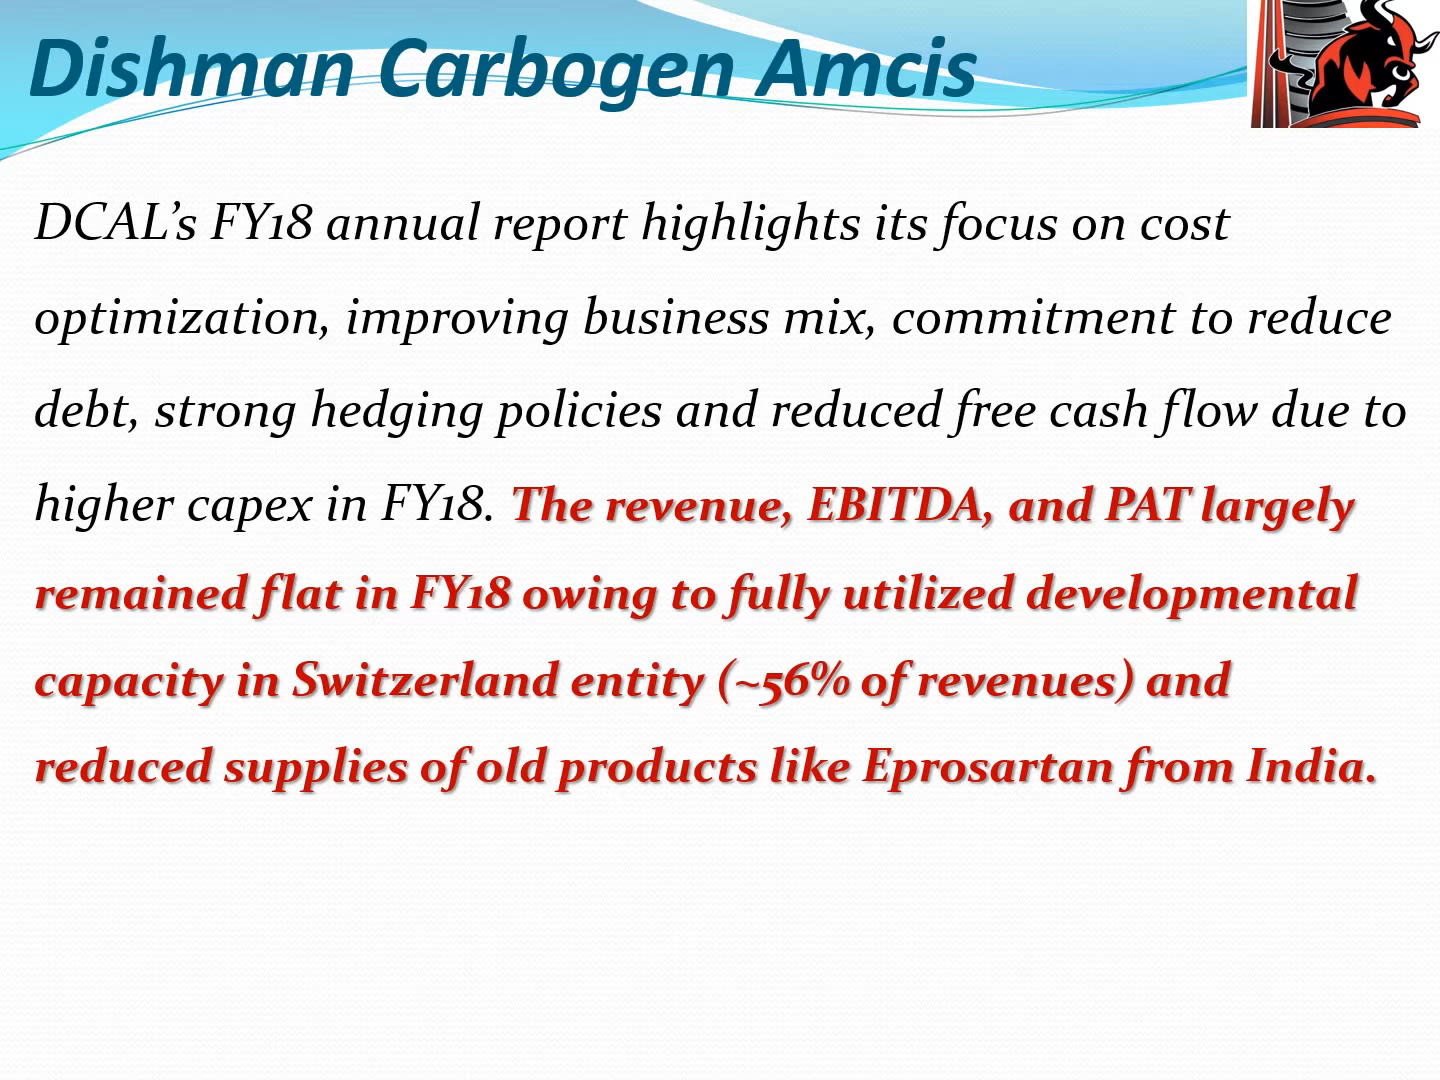 Dishman Carbogen Amcis
DCAL’s FY18 annual report highlights its focus on cost
optimization, improving business mix, commitment to reduce
debt, strong hedging policies and reduced free cash flow due to
higher capex in FY18. The revenue, EBITDA, and PAT largely
remained flat in FY18 owing to fully utilized developmental
capacity in Switzerland entity (~56% of revenues) and
reduced supplies of old products like Eprosartan from India.